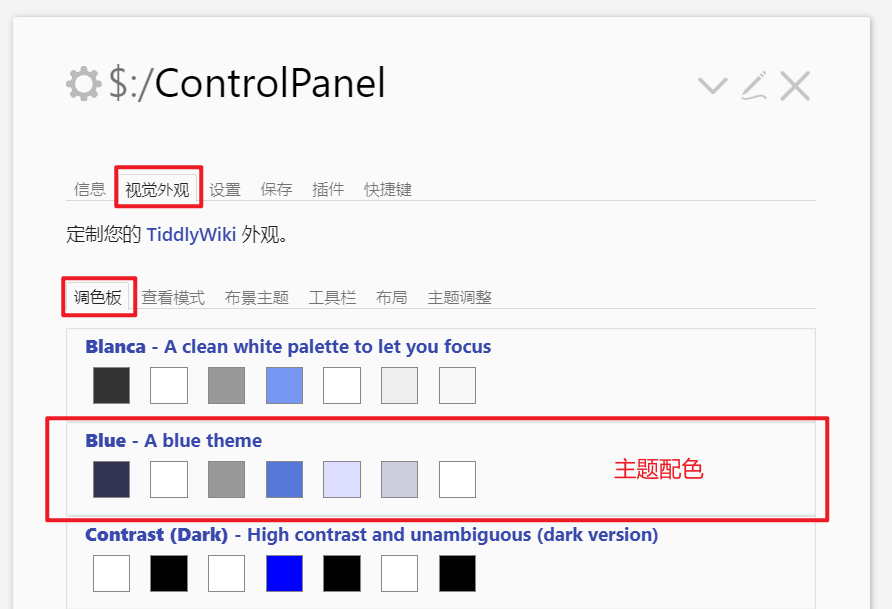 $:/ControlPanel
信息 视觉外观 设置 保存 插件 快捷键
定制您的 TiddlyWiki 外观。
调色板 查看模式 布景主题 工具栏 布局 主题调整
Blanca - A clean white palette to let you focus
Blue - A blue theme
主题配色
Contrast (Dark) - High contrast and unambiguous (dark version)